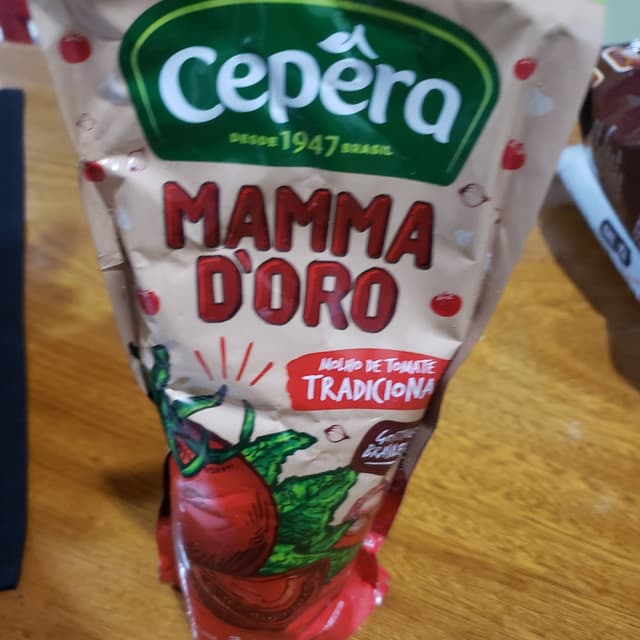 Cepêra
DESDE 1947 BRASIL
MAMMA
D'ORO
MOLHO DE TOMATE
TRADICIONA